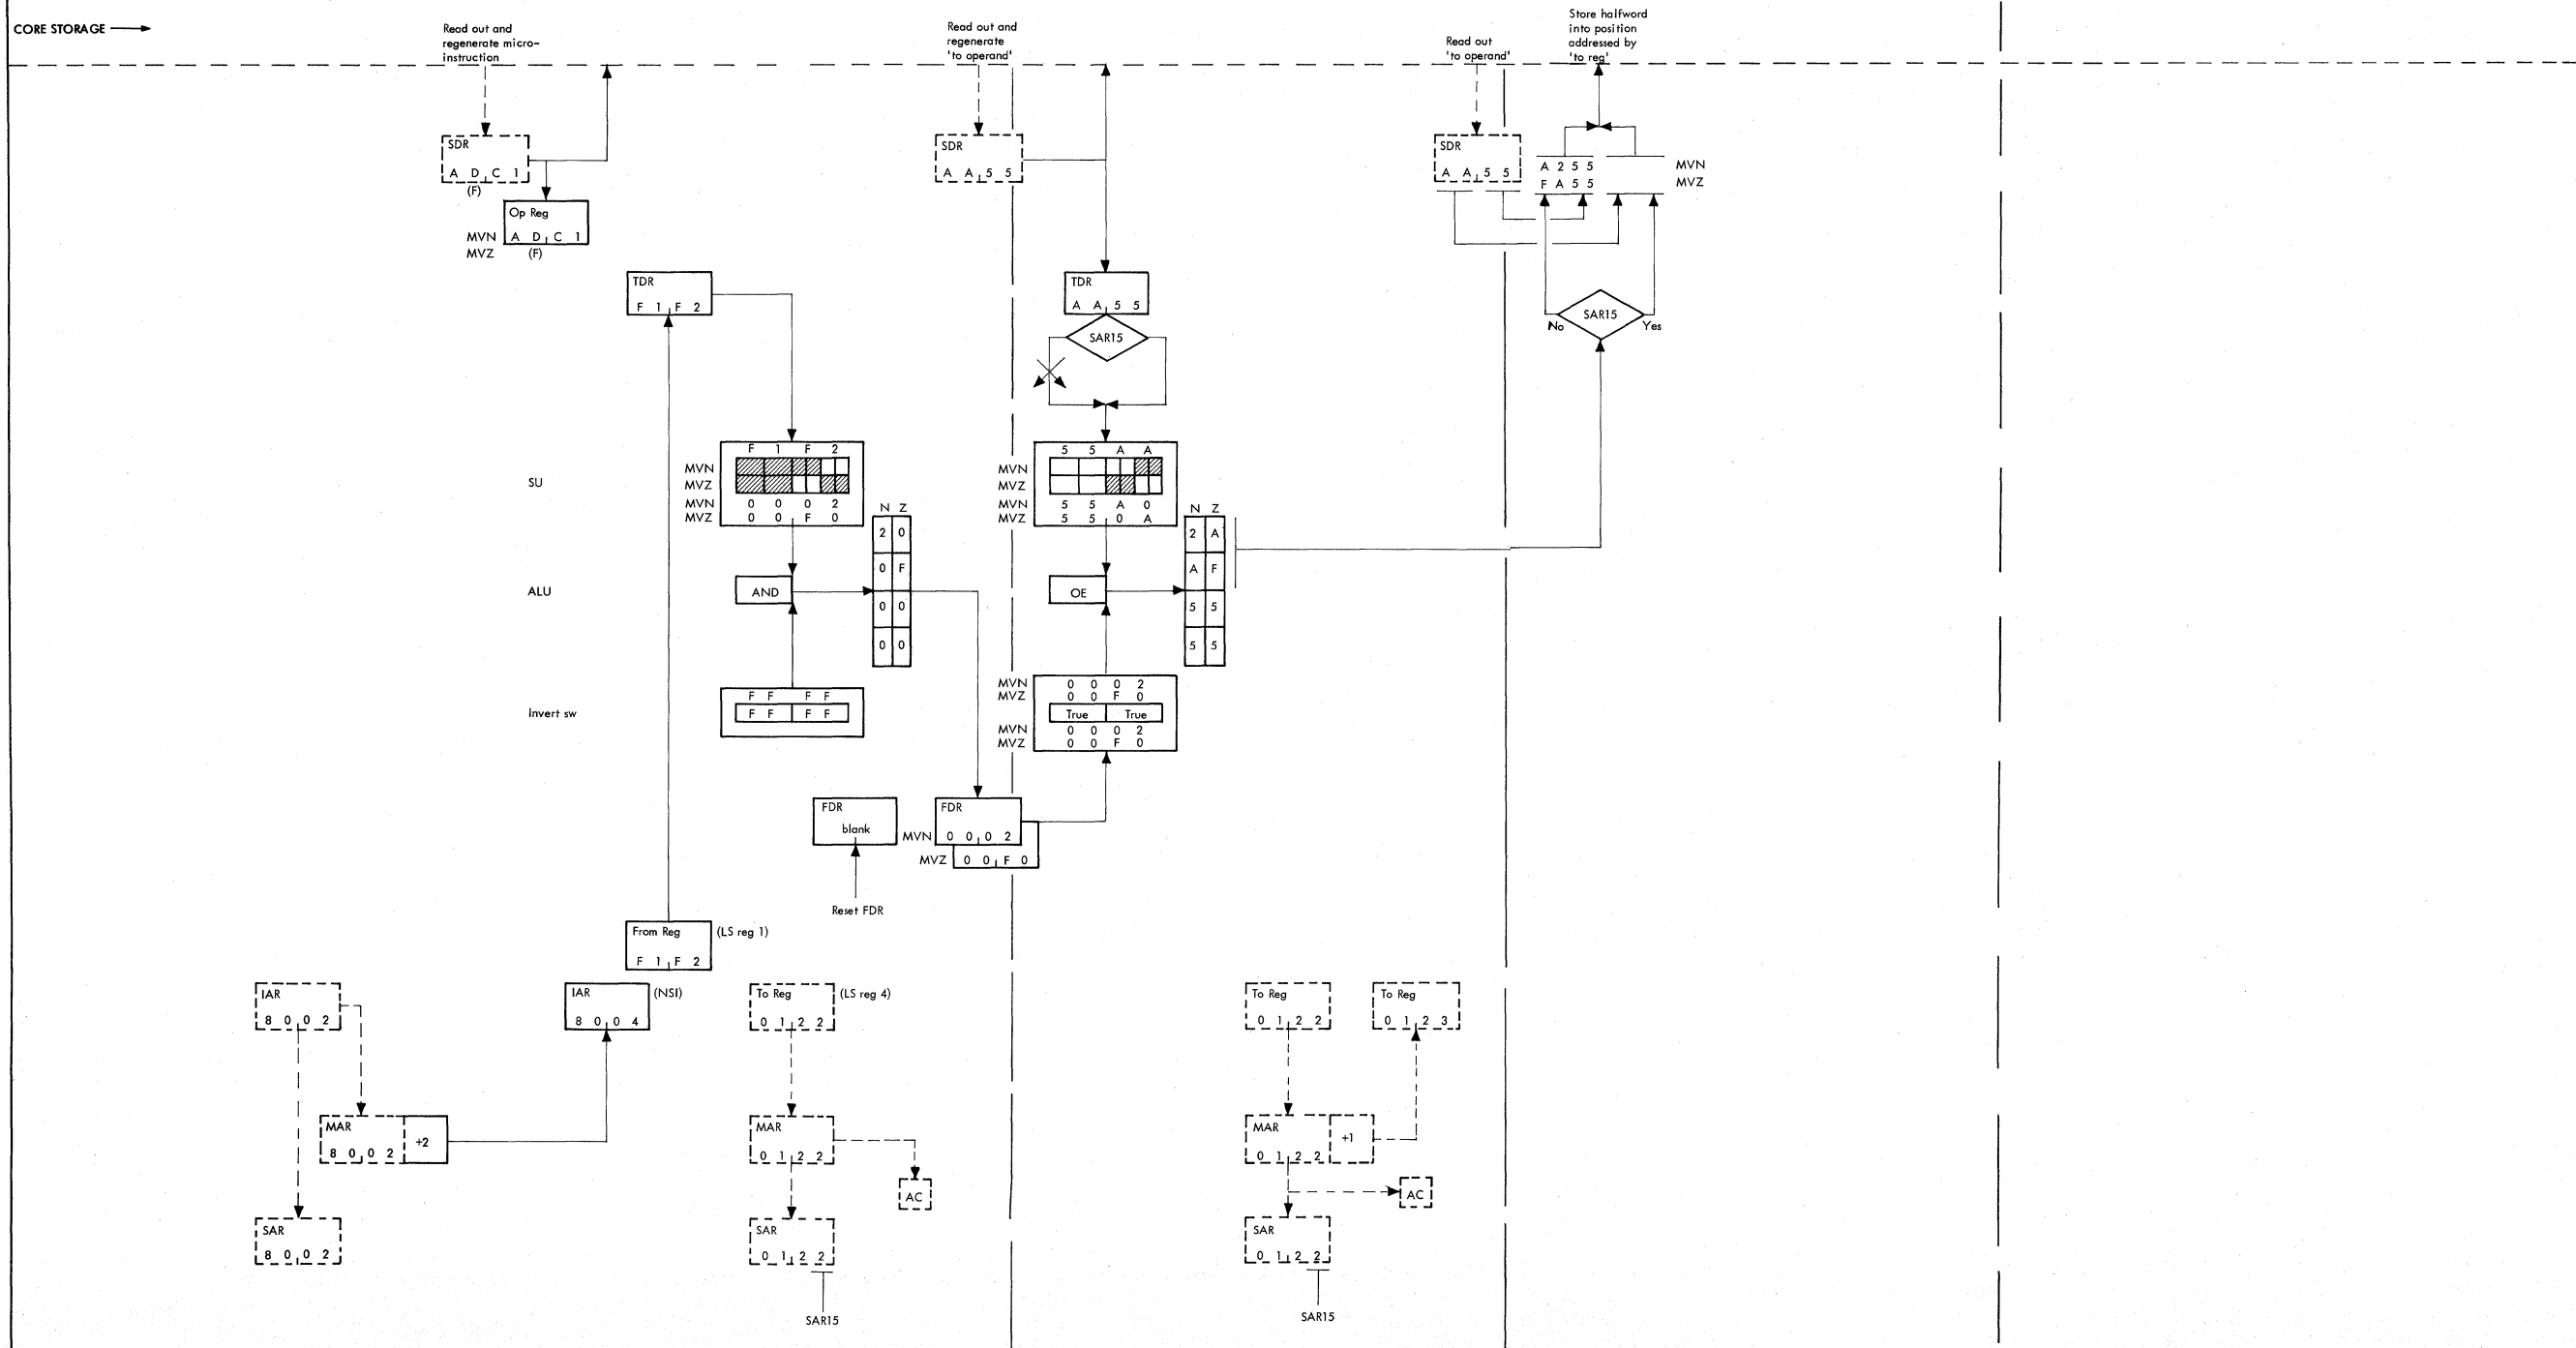 CORE STORAGE
Read out and
regenerate micro-
instruction
Read out and
regenerate
'to operand'
Read out
'to operand'
Store halfword
into position
addressed by
'to reg'
SDR
A D C 1
(F)
Op Reg
MVN A D C 1
MVZ (F)
SDR
A A 5 5
SDR
A A 5 5
A 2 5 5 MVN
F A 5 5 MVZ
TDR
F 1 F 2
TDR
A A 5 5
SAR15
SAR15
No Yes
SU
F 1 F 2
MVN
MVZ
MVN 0 0 0 2
MVZ 0 0 F 0
5 5 A A
MVN
MVZ
MVN 5 5 A 0
MVZ 5 5 0 A
N Z
2 0
0 F
0 0
0 0
N Z
2 A
A F
5 5
5 5
ALU
AND
OE
Invert sw
F F F F
F F F F
MVN 0 0 0 2
MVZ 0 0 F 0
True True
MVN 0 0 0 2
MVZ 0 0 F 0
FDR
blank
Reset FDR
FDR
MVN 0 0 0 2
MVZ 0 0 F 0
From Reg (LS reg 1)
F 1 F 2
IAR
8 0 0 2
IAR (NSI)
8 0 0 4
To Reg (LS reg 4)
0 1 2 2
To Reg
0 1 2 2
To Reg
0 1 2 3
MAR
8 0 0 2
+2
MAR
0 1 2 2
AC
MAR
0 1 2 2
+1
AC
SAR
8 0 0 2
SAR
0 1 2 2
SAR15
SAR
0 1 2 2
SAR15